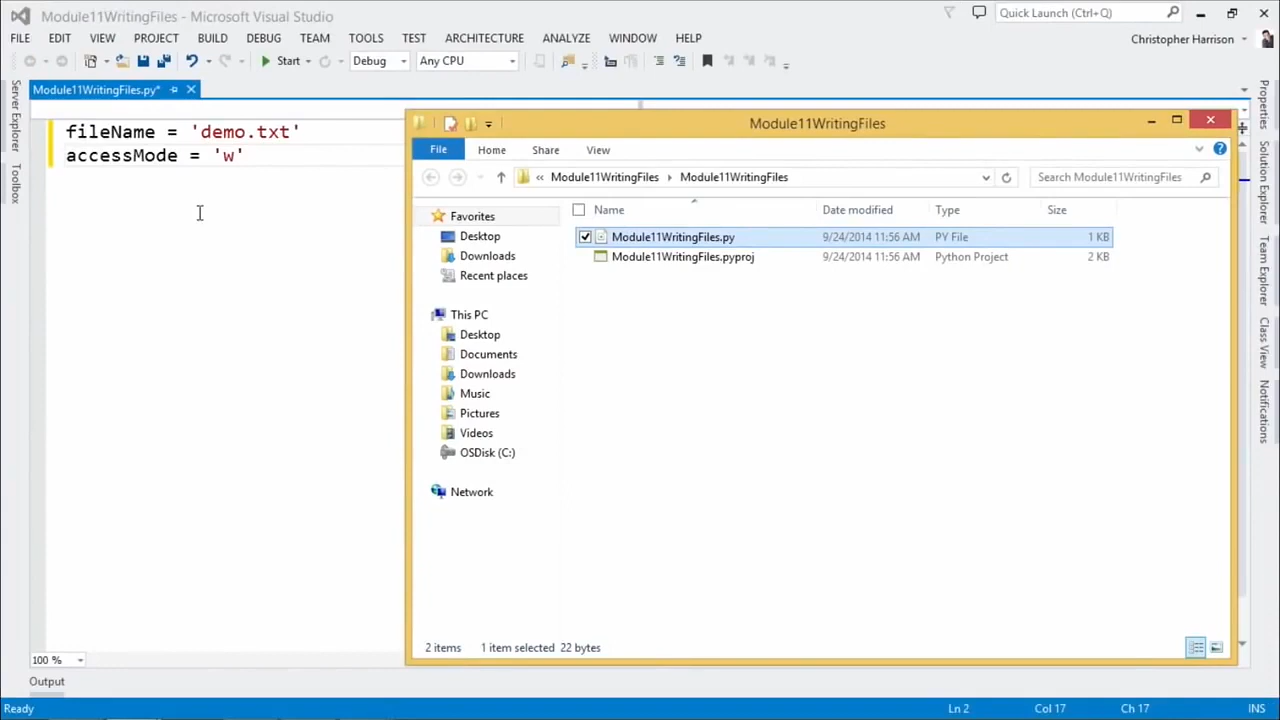 Module11WritingFiles - Microsoft Visual Studio
Quick Launch (Ctrl+Q)
FILE EDIT VIEW PROJECT BUILD DEBUG TEAM TOOLS TEST ARCHITECTURE ANALYZE WINDOW HELP
Christopher Harrison
Start Debug Any CPU
Module11WritingFiles.py*
Server Explorer
Toolbox
fileName = 'demo.txt'
accessMode = 'w'
Module11WritingFiles
File Home Share View
« Module11WritingFiles Module11WritingFiles
Search Module11WritingFiles
Name Date modified Type Size
Module11WritingFiles.py 9/24/2014 11:56 AM PY File 1 KB
Module11WritingFiles.pyproj 9/24/2014 11:56 AM Python Project 2 KB
Favorites
Desktop
Downloads
Recent places
This PC
Desktop
Documents
Downloads
Music
Pictures
Videos
OSDisk (C:)
Network
2 items 1 item selected 22 bytes
Properties
Solution Explorer
Team Explorer
Class View
Notifications
100 %
Output
Ready Ln 2 Col 17 Ch 17 INS